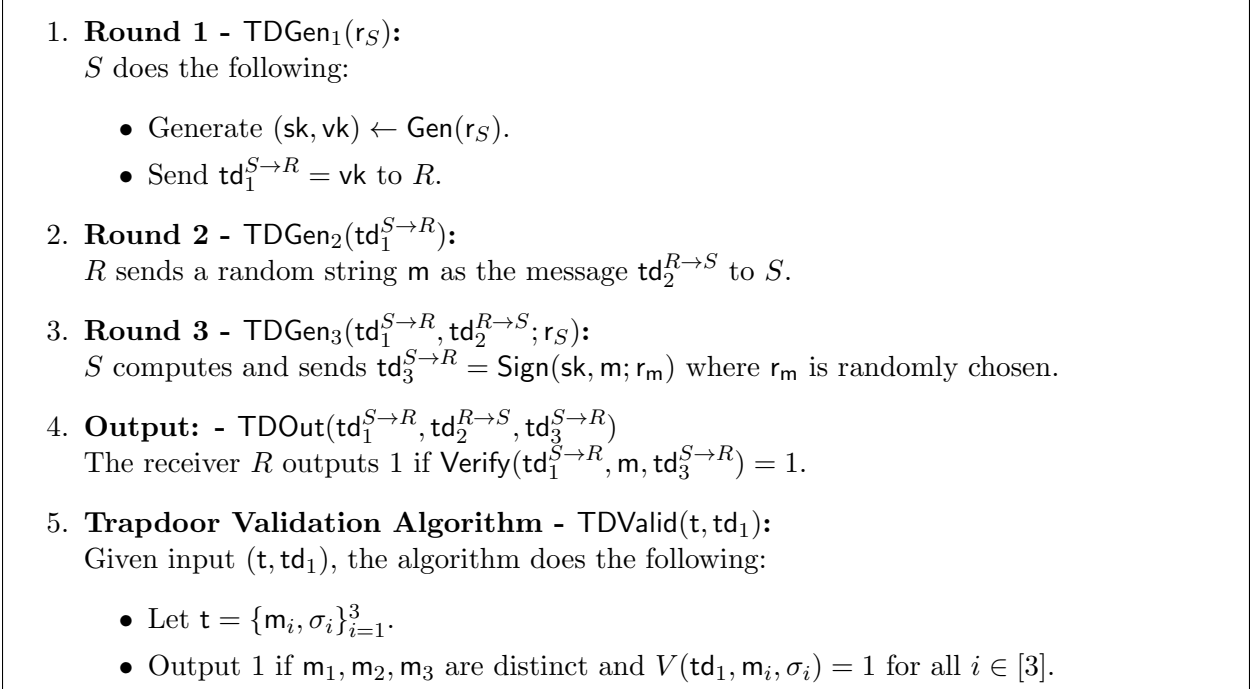 1. Round 1 - TDGen₁(r_S):
S does the following:
• Generate (sk, vk) ← Gen(r_S).
• Send td₁^{S→R} = vk to R.
2. Round 2 - TDGen₂(td₁^{S→R}):
R sends a random string m as the message td₂^{R→S} to S.
3. Round 3 - TDGen₃(td₁^{S→R}, td₂^{R→S}; r_S):
S computes and sends td₃^{S→R} = Sign(sk, m; r_m) where r_m is randomly chosen.
4. Output: - TDOut(td₁^{S→R}, td₂^{R→S}, td₃^{S→R})
The receiver R outputs 1 if Verify(td₁^{S→R}, m, td₃^{S→R}) = 1.
5. Trapdoor Validation Algorithm - TDValid(t, td₁):
Given input (t, td₁), the algorithm does the following:
• Let t = {m_i, σ_i}_{i=1}^3.
• Output 1 if m₁, m₂, m₃ are distinct and V(td₁, m_i, σ_i) = 1 for all i ∈ [3].